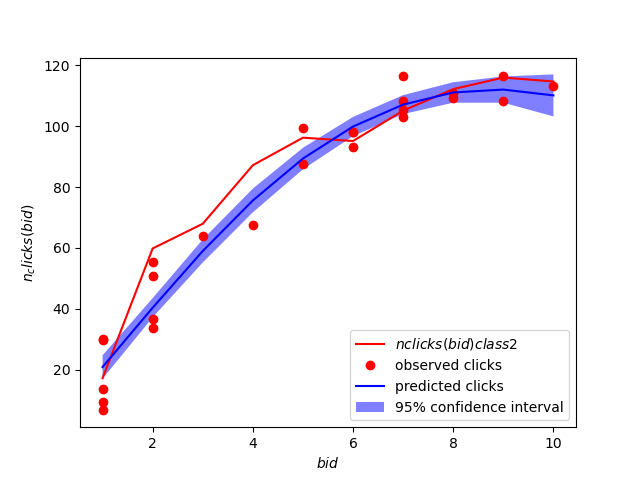 120
100
80
60
40
20
n_clicks(bid)
2
4
6
8
10
bid
nclicks(bid)class2
observed clicks
predicted clicks
95% confidence interval